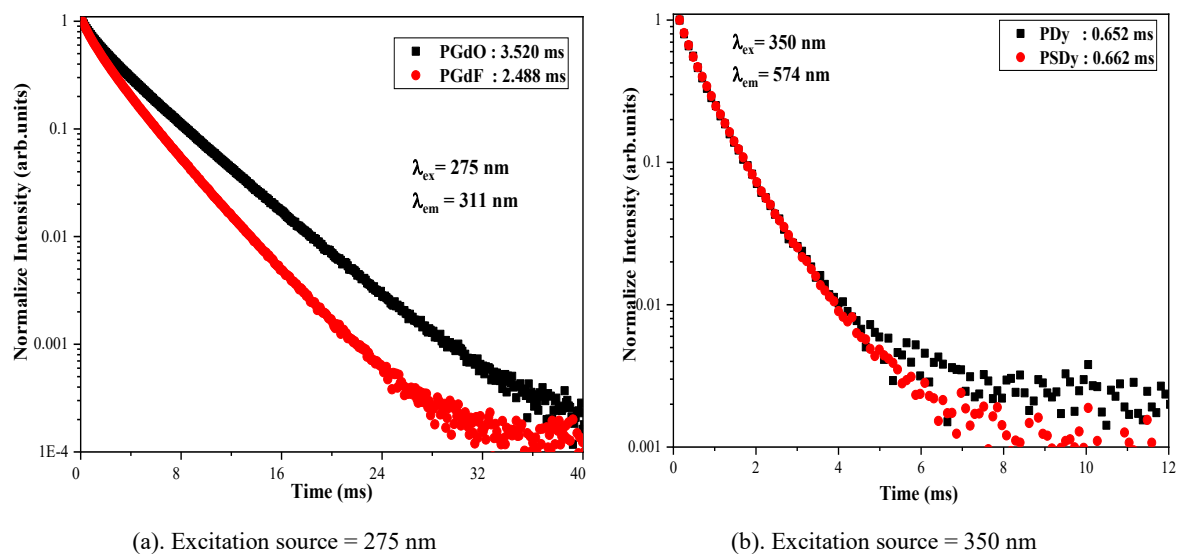 1
0.1
0.01
0.001
1E-4
Normalize Intensity (arb.units)
PGdO : 3.520 ms
PGdF : 2.488 ms
λex= 275 nm
λem = 311 nm
0 8 16 24 32 40
Time (ms)
(a). Excitation source = 275 nm
1
0.1
0.01
0.001
Normalize Intensity (arb.units)
λex= 350 nm
λem= 574 nm
PDy : 0.652 ms
PSDy : 0.662 ms
0 2 4 6 8 10 12
Time (ms)
(b). Excitation source = 350 nm